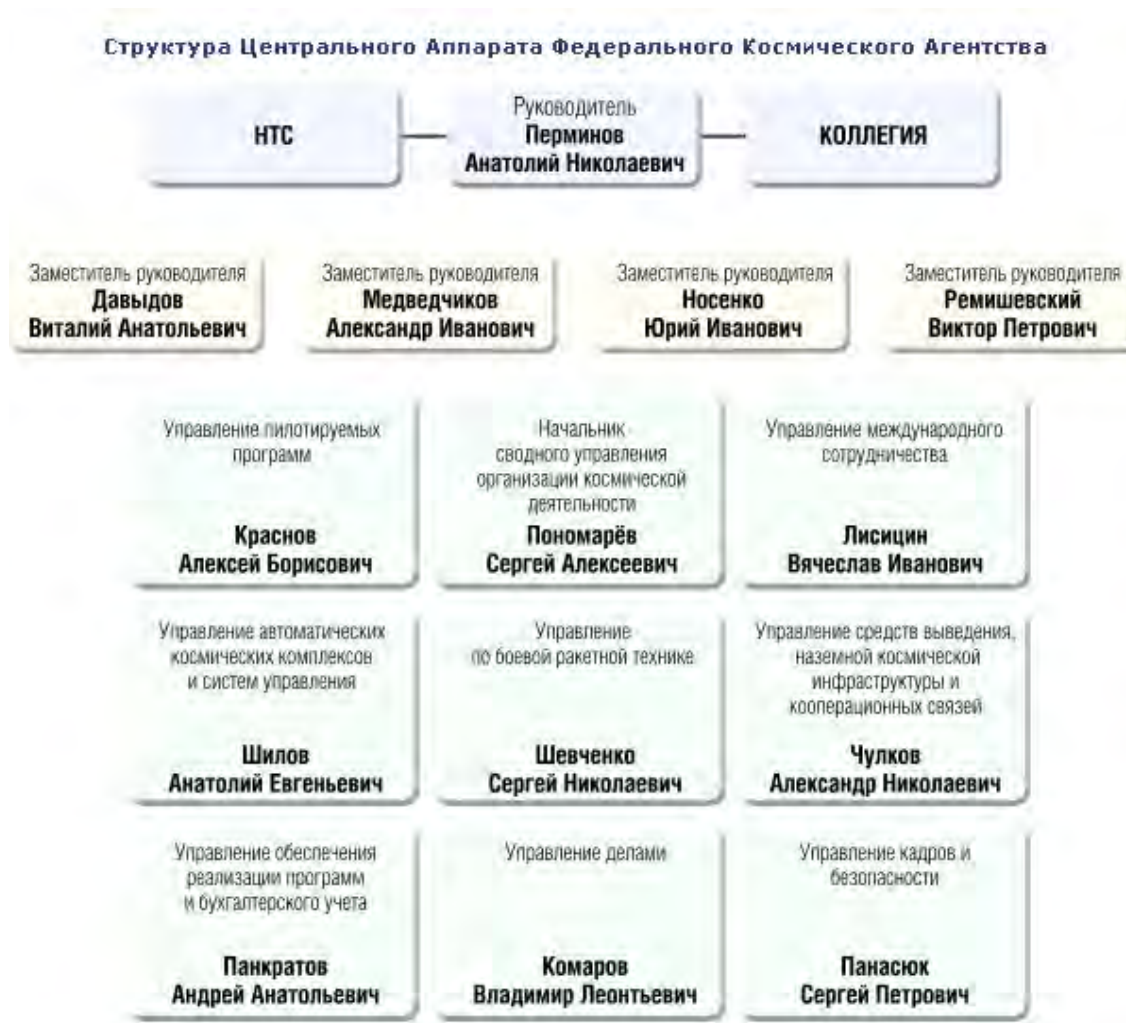 Структура Центрального Аппарата Федерального Космического Агентства
НТС
Руководитель
Перминов
Анатолий Николаевич
КОЛЛЕГИЯ
Заместитель руководителя
Давыдов
Виталий Анатольевич
Заместитель руководителя
Медведчиков
Александр Иванович
Заместитель руководителя
Носенко
Юрий Иванович
Заместитель руководителя
Ремишевский
Виктор Петрович
Управление пилотируемых
программ
Краснов
Алексей Борисович
Начальник
сводного управления
организации космической
деятельности
Пономарёв
Сергей Алексеевич
Управление международного
сотрудничества
Лисицин
Вячеслав Иванович
Управление автоматических
космических комплексов
и систем управления
Шилов
Анатолий Евгеньевич
Управление
по боевой ракетной технике
Шевченко
Сергей Николаевич
Управление средств выведения,
наземной космической
инфраструктуры и
кооперационных связей
Чулков
Александр Николаевич
Управление обеспечения
реализации программ
и бухгалтерского учета
Панкратов
Андрей Анатольевич
Управление делами
Комаров
Владимир Леонтьевич
Управление кадров и
безопасности
Панасюк
Сергей Петрович